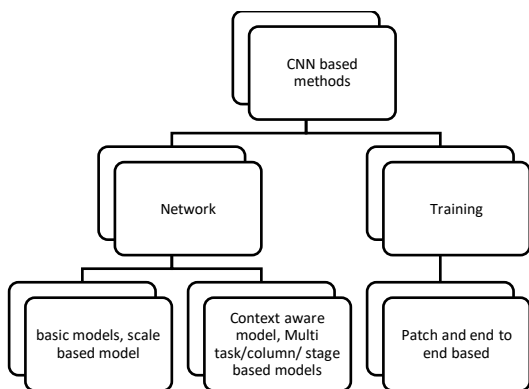 CNN based
methods
Network
Training
basic models, scale
based model
Context aware
model, Multi
task/column/ stage
based models
Patch and end to
end based